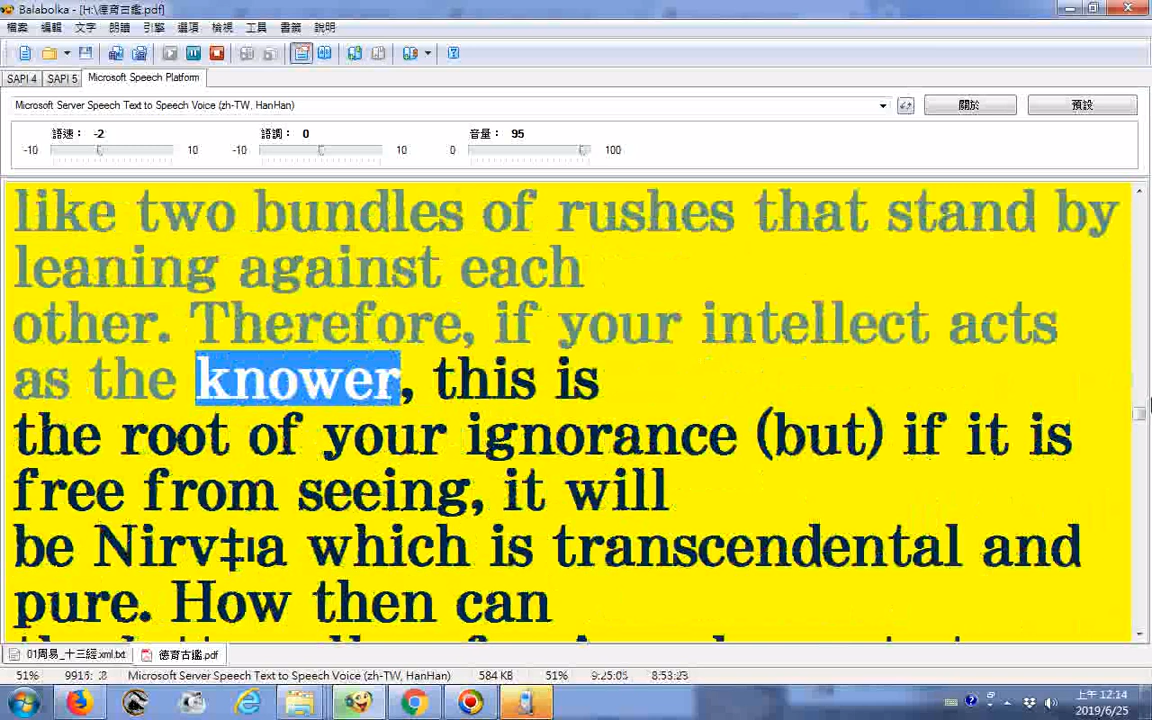 Balabolka - [H:\德育古鑑.pdf]
檔案 編輯 文字 朗讀 引擎 選項 檢視 工具 書籤 說明
SAPI 4 SAPI 5 Microsoft Speech Platform
Microsoft Server Speech Text to Speech Voice (zh-TW, HanHan) 關於 預設
語速： -2 語調： 0 音量： 95
-10 10 -10 10 0 100
like two bundles of rushes that stand by
leaning against each
other. Therefore, if your intellect acts
as the knower, this is
the root of your ignorance (but) if it is
free from seeing, it will
be Nirv‡ıa which is transcendental and
pure. How then can
01周易_十三經.xml.txt 德育古鑑.pdf
51% Microsoft Server Speech Text to Speech Voice (zh-TW, HanHan) 584 KB 51% 8:53:23
上午 12:14
2019/6/25